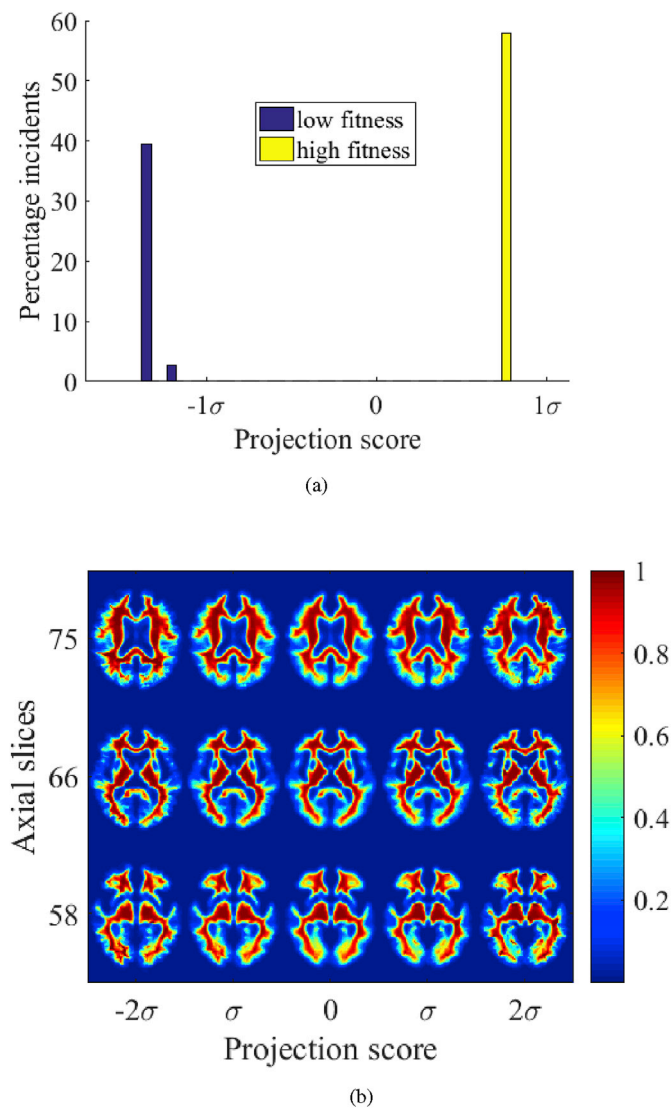 60
50
40
30
20
10
0
Percentage incidents
low fitness
high fitness
-1σ 0 1σ
Projection score
(a)
75
66
58
Axial slices
1
0.8
0.6
0.4
0.2
-2σ σ 0 σ 2σ
Projection score
(b)